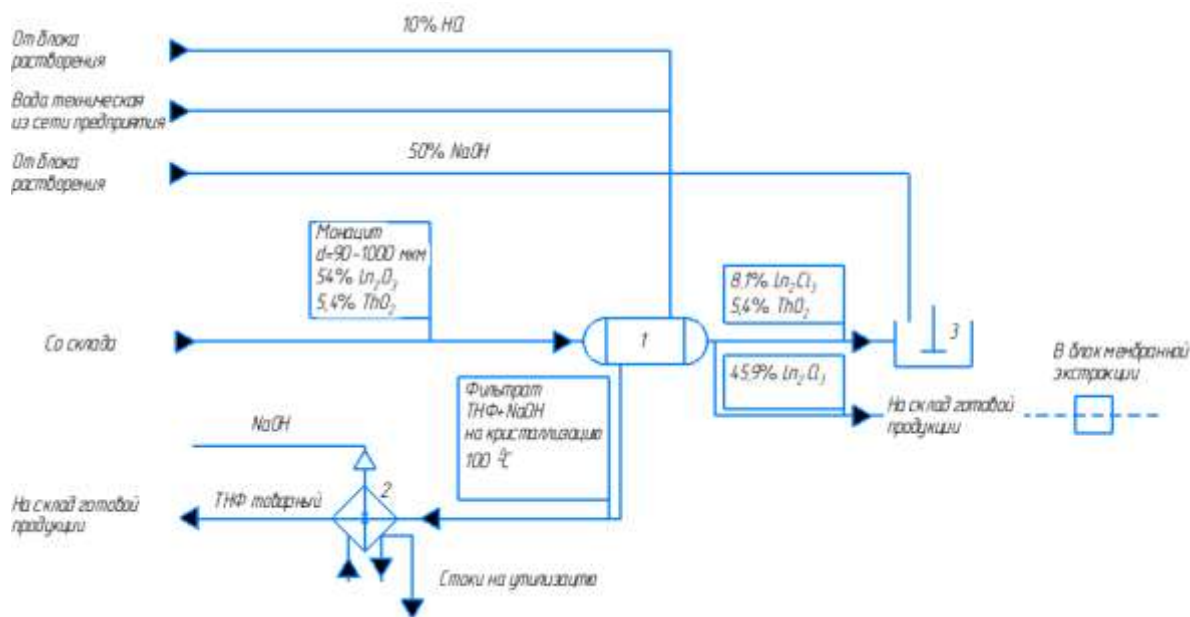 10% HCl
От блока
растворения
Вода техническая
из сети предприятия
50% NaOH
От блока
растворения
Монацит
d=90-1000 мкм
54% Ln₂O₃
5,4% ThO₂
8,1% Ln₂Cl₃
5,4% ThO₂
Со склада
1
3
В блок мембранной
экстракции
45,9% Ln₂Cl₃
Фильтрат
ТНФ+NaOH
на кристаллизацию
100 °C
На склад готовой
продукции
NaOH
2
На склад готовой
продукции
ТНФ товарный
Стоки на утилизацию